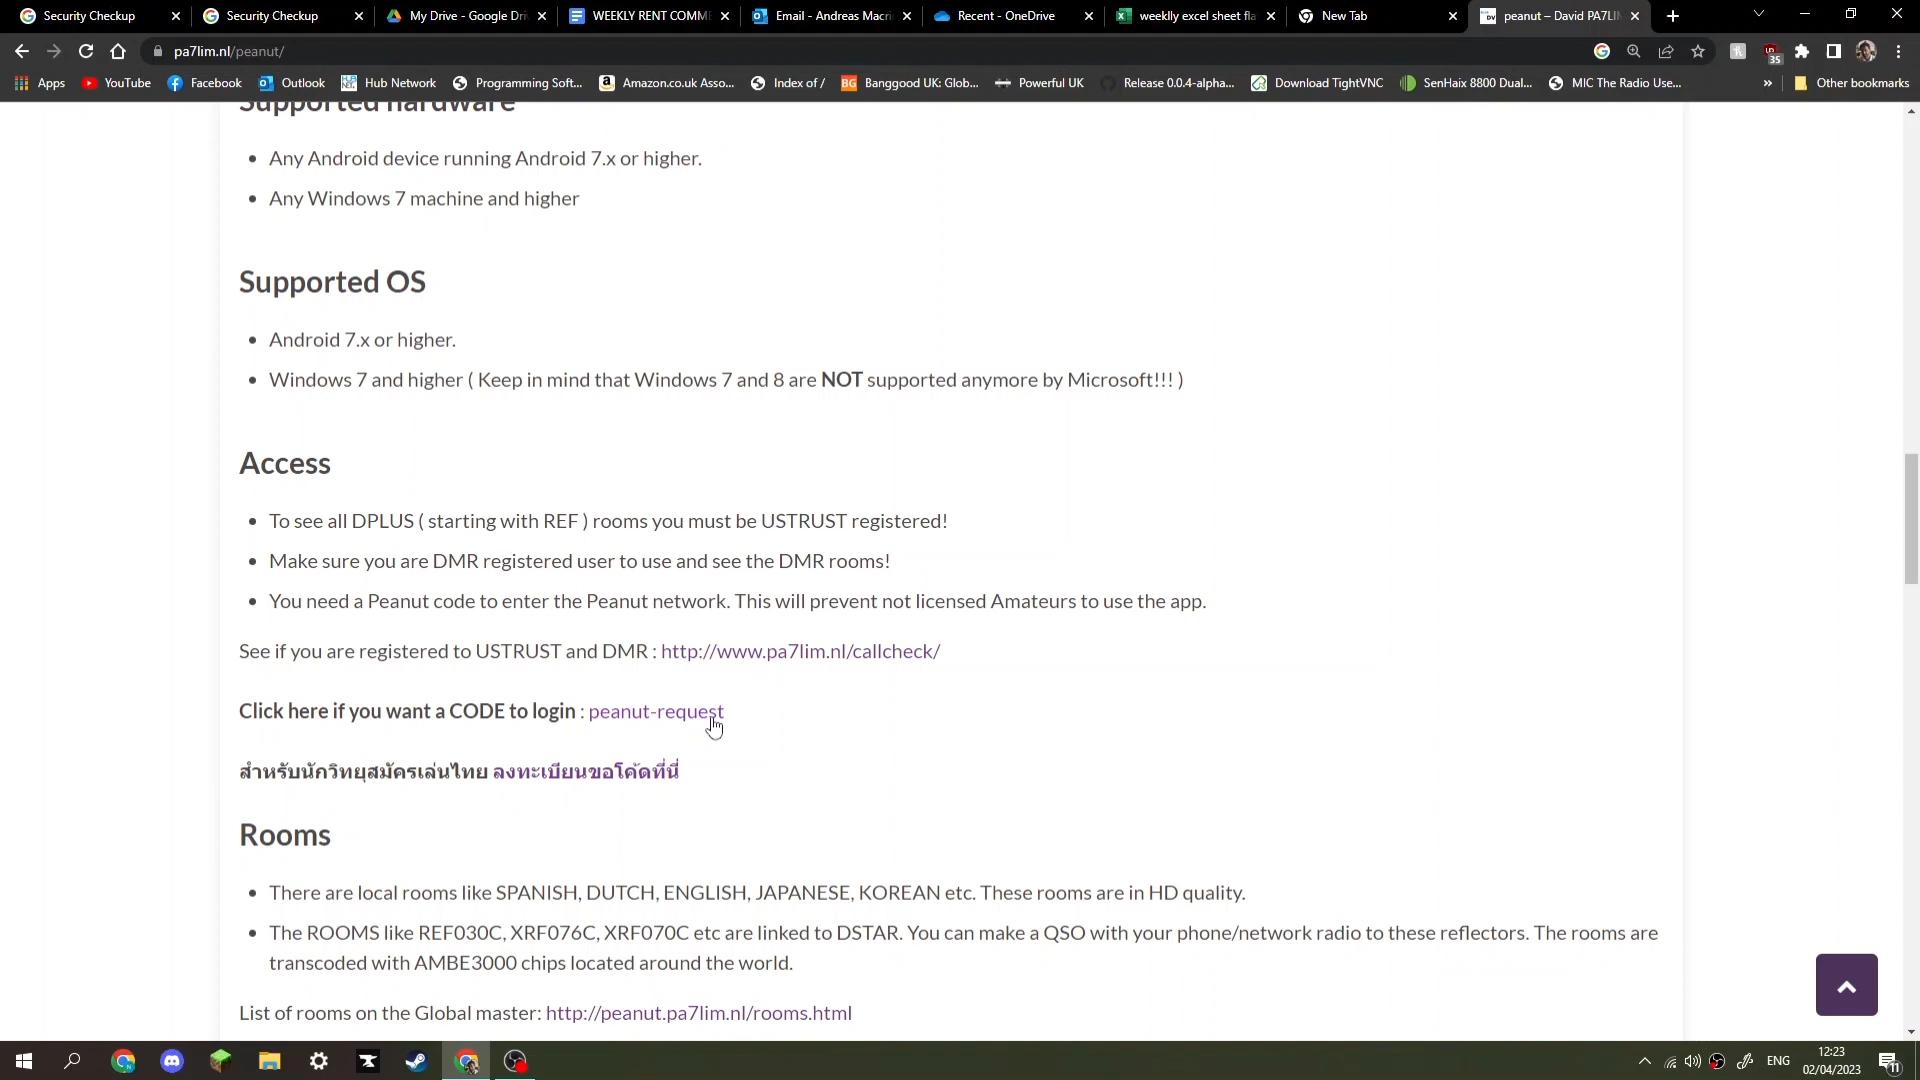 Security Checkup
Security Checkup
My Drive - Google Dri
WEEKLY RENT COMME
Email - Andreas Macri
Recent - OneDrive
weeklly excel sheet fla
New Tab
peanut – David PA7LIM
pa7lim.nl/peanut/
35
Apps
YouTube
Facebook
Outlook
Hub Network
Programming Soft...
Amazon.co.uk Asso...
Index of /
BG Banggood UK: Glob...
Powerful UK
Release 0.0.4-alpha...
Download TightVNC
SenHaix 8800 Dual...
MIC The Radio Use...
»
Other bookmarks
Supported hardware
• Any Android device running Android 7.x or higher.
• Any Windows 7 machine and higher
Supported OS
• Android 7.x or higher.
• Windows 7 and higher ( Keep in mind that Windows 7 and 8 are NOT supported anymore by Microsoft!!! )
Access
• To see all DPLUS ( starting with REF ) rooms you must be USTRUST registered!
• Make sure you are DMR registered user to use and see the DMR rooms!
• You need a Peanut code to enter the Peanut network. This will prevent not licensed Amateurs to use the app.
See if you are registered to USTRUST and DMR : http://www.pa7lim.nl/callcheck/
Click here if you want a CODE to login : peanut-request
สำหรับนักวิทยุสมัครเล่นไทย ลงทะเบียนขอโค้ดที่นี่
Rooms
• There are local rooms like SPANISH, DUTCH, ENGLISH, JAPANESE, KOREAN etc. These rooms are in HD quality.
• The ROOMS like REF030C, XRF076C, XRF070C etc are linked to DSTAR. You can make a QSO with your phone/network radio to these reflectors. The rooms are
transcoded with AMBE3000 chips located around the world.
List of rooms on the Global master: http://peanut.pa7lim.nl/rooms.html
ENG
12:23
02/04/2023
11